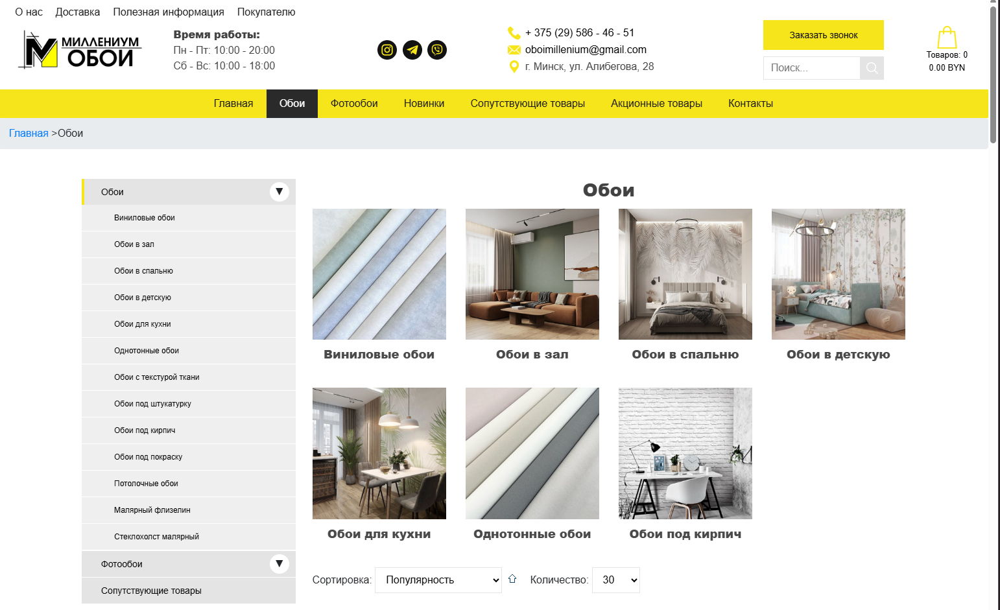 О нас Доставка Полезная информация Покупателю
МИЛЛЕНИУМ
ОБОИ
Время работы:
Пн - Пт: 10:00 - 20:00
Сб - Вс: 10:00 - 18:00
+ 375 (29) 586 - 46 - 51
oboimillenium@gmail.com
г. Минск, ул. Алибегова, 28
Заказать звонок
Поиск...
Товаров: 0
0.00 BYN
Главная Обои Фотообои Новинки Сопутствующие товары Акционные товары Контакты
Главная >Обои
Обои
Виниловые обои
Обои в зал
Обои в спальню
Обои в детскую
Обои для кухни
Однотонные обои
Обои с текстурой ткани
Обои под штукатурку
Обои под кирпич
Обои под покраску
Потолочные обои
Малярный флизелин
Стеклохолст малярный
Фотообои
Сопутствующие товары
Обои
Виниловые обои Обои в зал Обои в спальню Обои в детскую
Обои для кухни Однотонные обои Обои под кирпич
Сортировка: Популярность Количество: 30